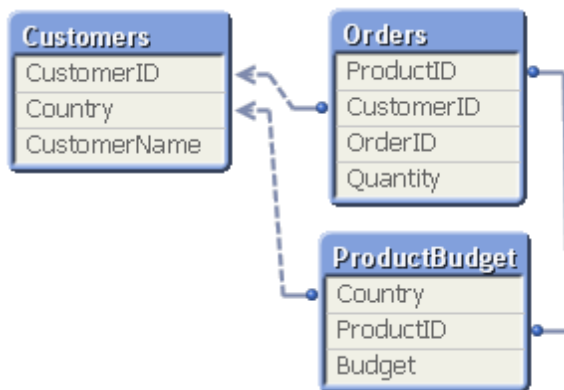 Customers
CustomerID
Country
CustomerName
Orders
ProductID
CustomerID
OrderID
Quantity
ProductBudget
Country
ProductID
Budget